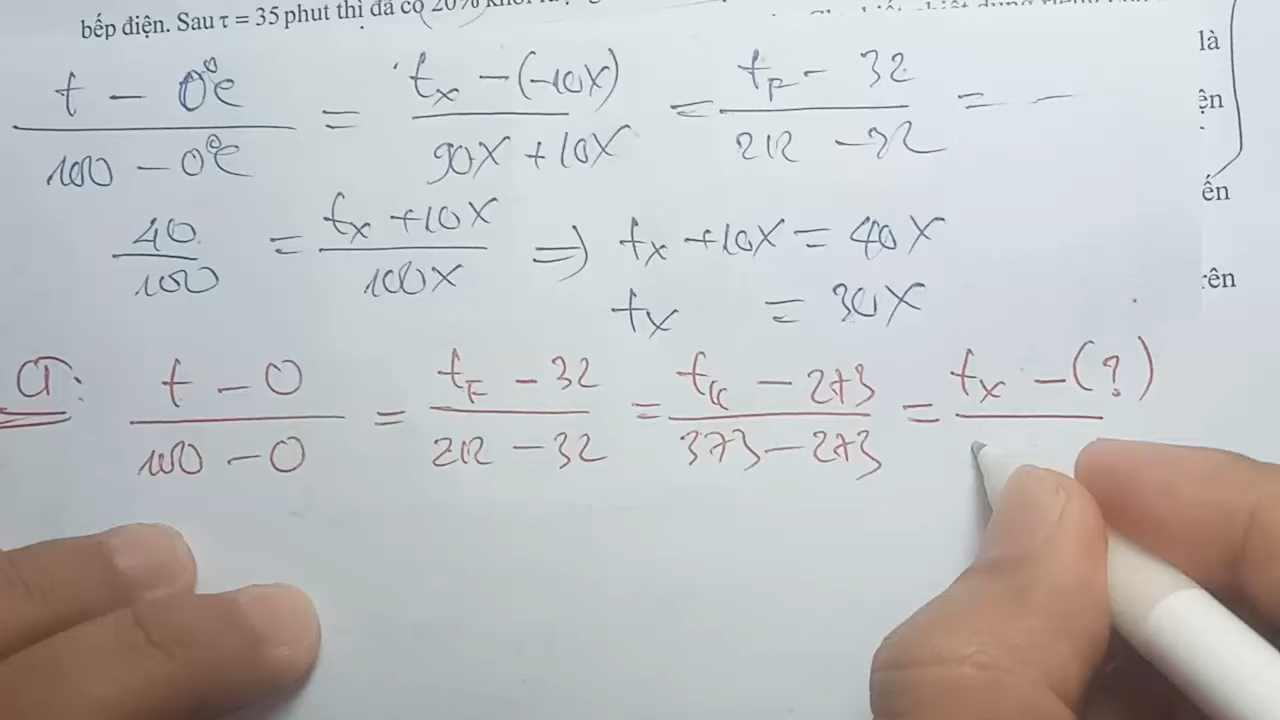 bếp điện. Sau τ = 35 phut thì đã có 20%
là
ện
ến
rên
t - 0°C / 100 - 0°C = tx - (-10X) / 90X + 10X = tF - 32 / 212 - 32 = —
40 / 100 = tx + 10X / 100X ⇒ tx + 10X = 40X
tx = 30X
a: t - 0 / 100 - 0 = tF - 32 / 212 - 32 = tK - 273 / 373 - 273 = tx - (?)